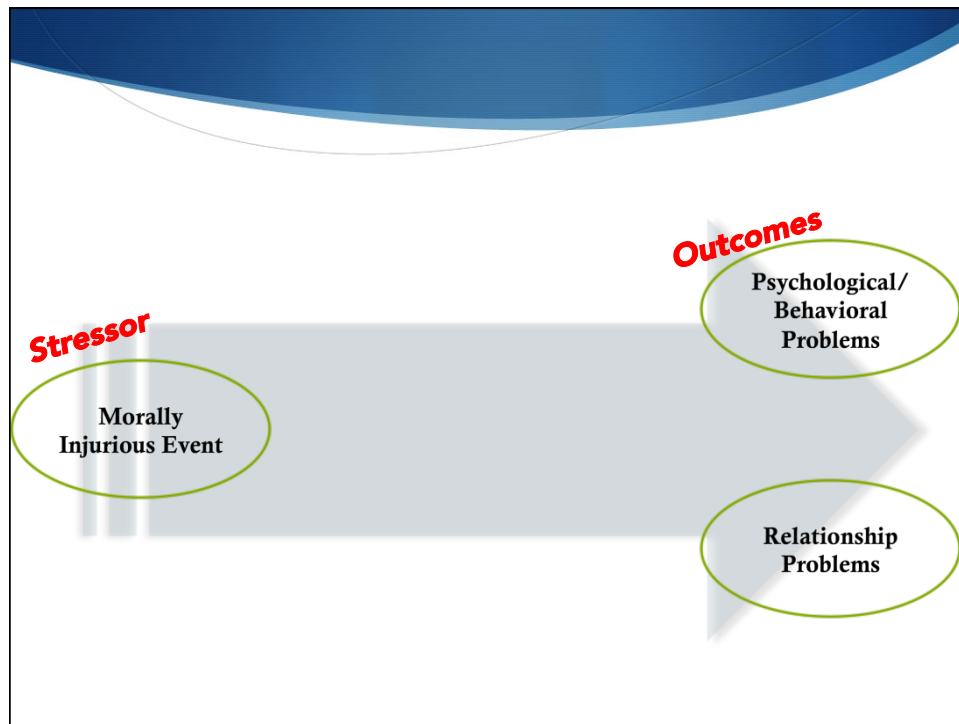 Outcomes
Psychological/
Behavioral
Problems
Stressor
Morally
Injurious Event
Relationship
Problems